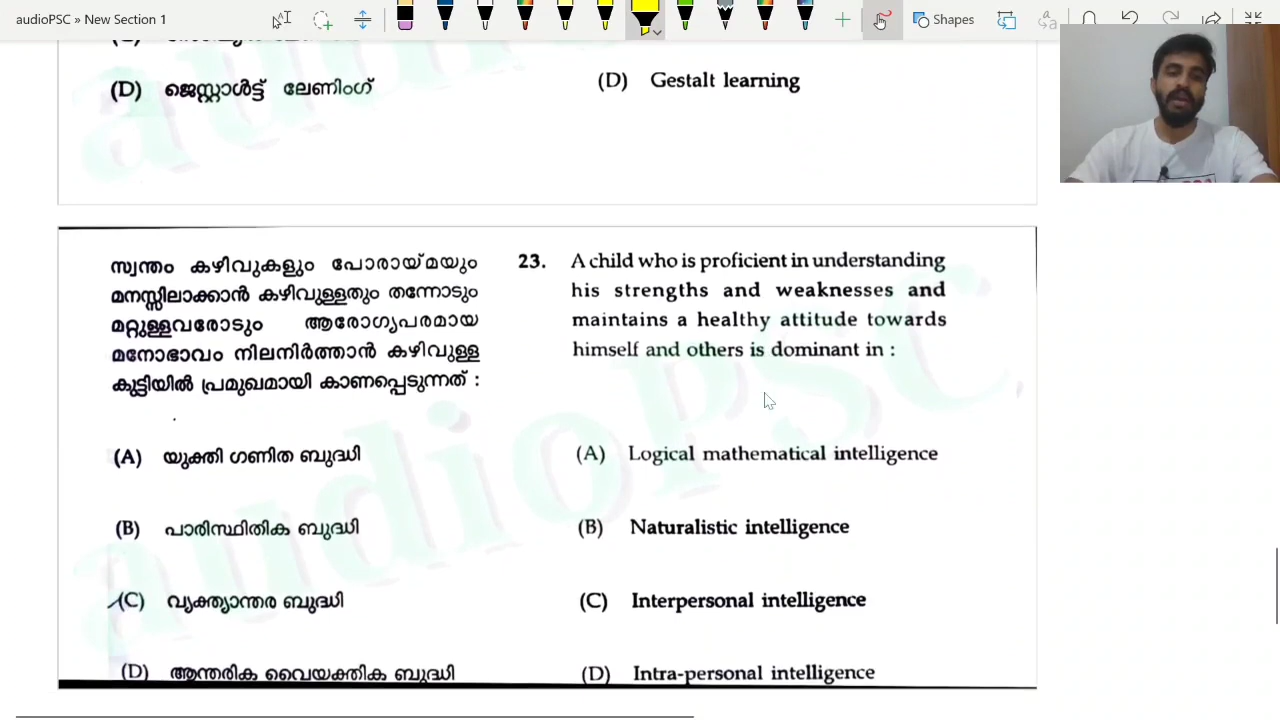 audioPSC » New Section 1
Shapes
(D) ജെസ്റ്റാൾട്ട് ലേണിംഗ്
(D) Gestalt learning
സ്വന്തം കഴിവുകളും പോരായ്മയും
മനസ്സിലാക്കാൻ കഴിവുള്ളതും തന്നോടും
മറ്റുള്ളവരോടും ആരോഗ്യപരമായ
മനോഭാവം നിലനിർത്താൻ കഴിവുള്ള
കുട്ടിയിൽ പ്രമുഖമായി കാണപ്പെടുന്നത് :
(A) യുക്തി ഗണിത ബുദ്ധി
(B) പാരിസ്ഥിതിക ബുദ്ധി
(C) വ്യക്ത്യാന്തര ബുദ്ധി
(D) ആന്തരിക വൈയക്തിക ബുദ്ധി
23. A child who is proficient in understanding
his strengths and weaknesses and
maintains a healthy attitude towards
himself and others is dominant in :
(A) Logical mathematical intelligence
(B) Naturalistic intelligence
(C) Interpersonal intelligence
(D) Intra-personal intelligence
audioPSC